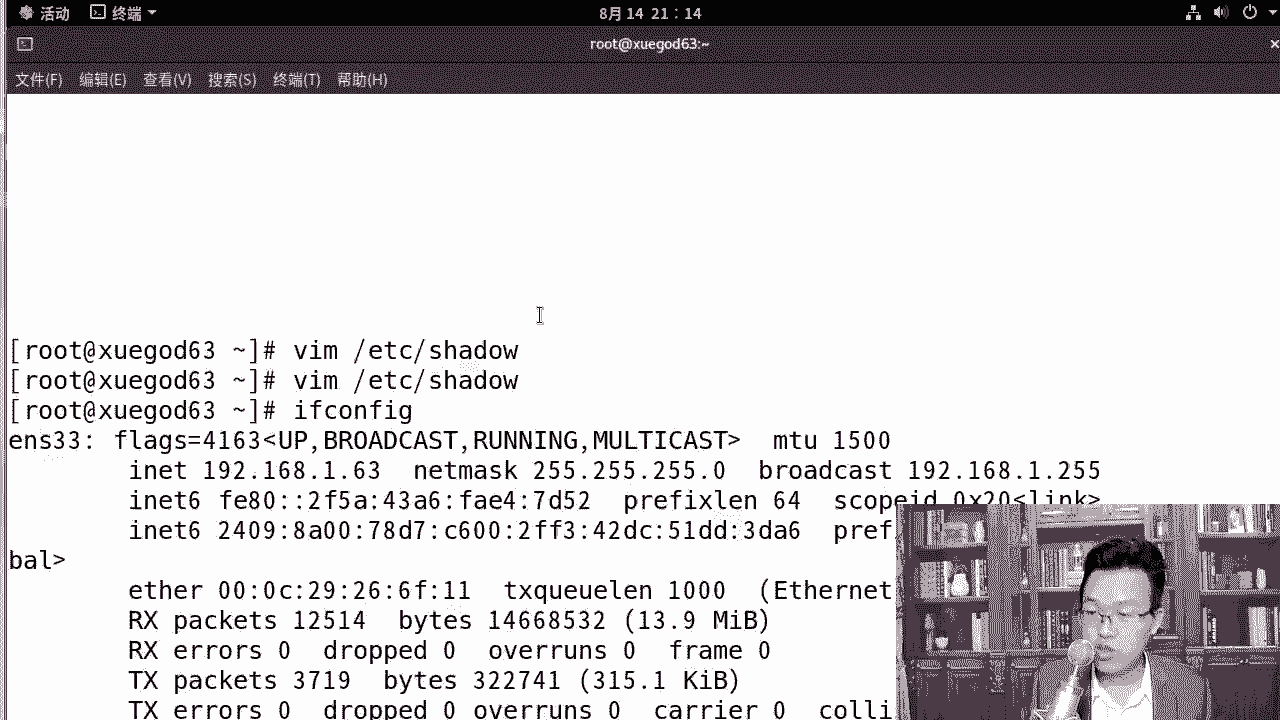 活动 终端 8月 14 21：14
root@xuegod63:~
文件(F) 编辑(E) 查看(V) 搜索(S) 终端(T) 帮助(H)
[root@xuegod63 ~]# vim /etc/shadow
[root@xuegod63 ~]# vim /etc/shadow
[root@xuegod63 ~]# ifconfig
ens33: flags=4163<UP,BROADCAST,RUNNING,MULTICAST>  mtu 1500
inet 192.168.1.63  netmask 255.255.255.0  broadcast 192.168.1.255
inet6 fe80::2f5a:43a6:fae4:7d52  prefixlen 64  scopeid 0x20<link>
inet6 2409:8a00:78d7:c600:2ff3:42dc:51dd:3da6  pref
bal>
ether 00:0c:29:26:6f:11  txqueuelen 1000  (Ethernet
RX packets 12514  bytes 14668532 (13.9 MiB)
RX errors 0  dropped 0  overruns 0  frame 0
TX packets 3719  bytes 322741 (315.1 KiB)
TX errors 0  dropped 0 overruns 0  carrier 0  colli